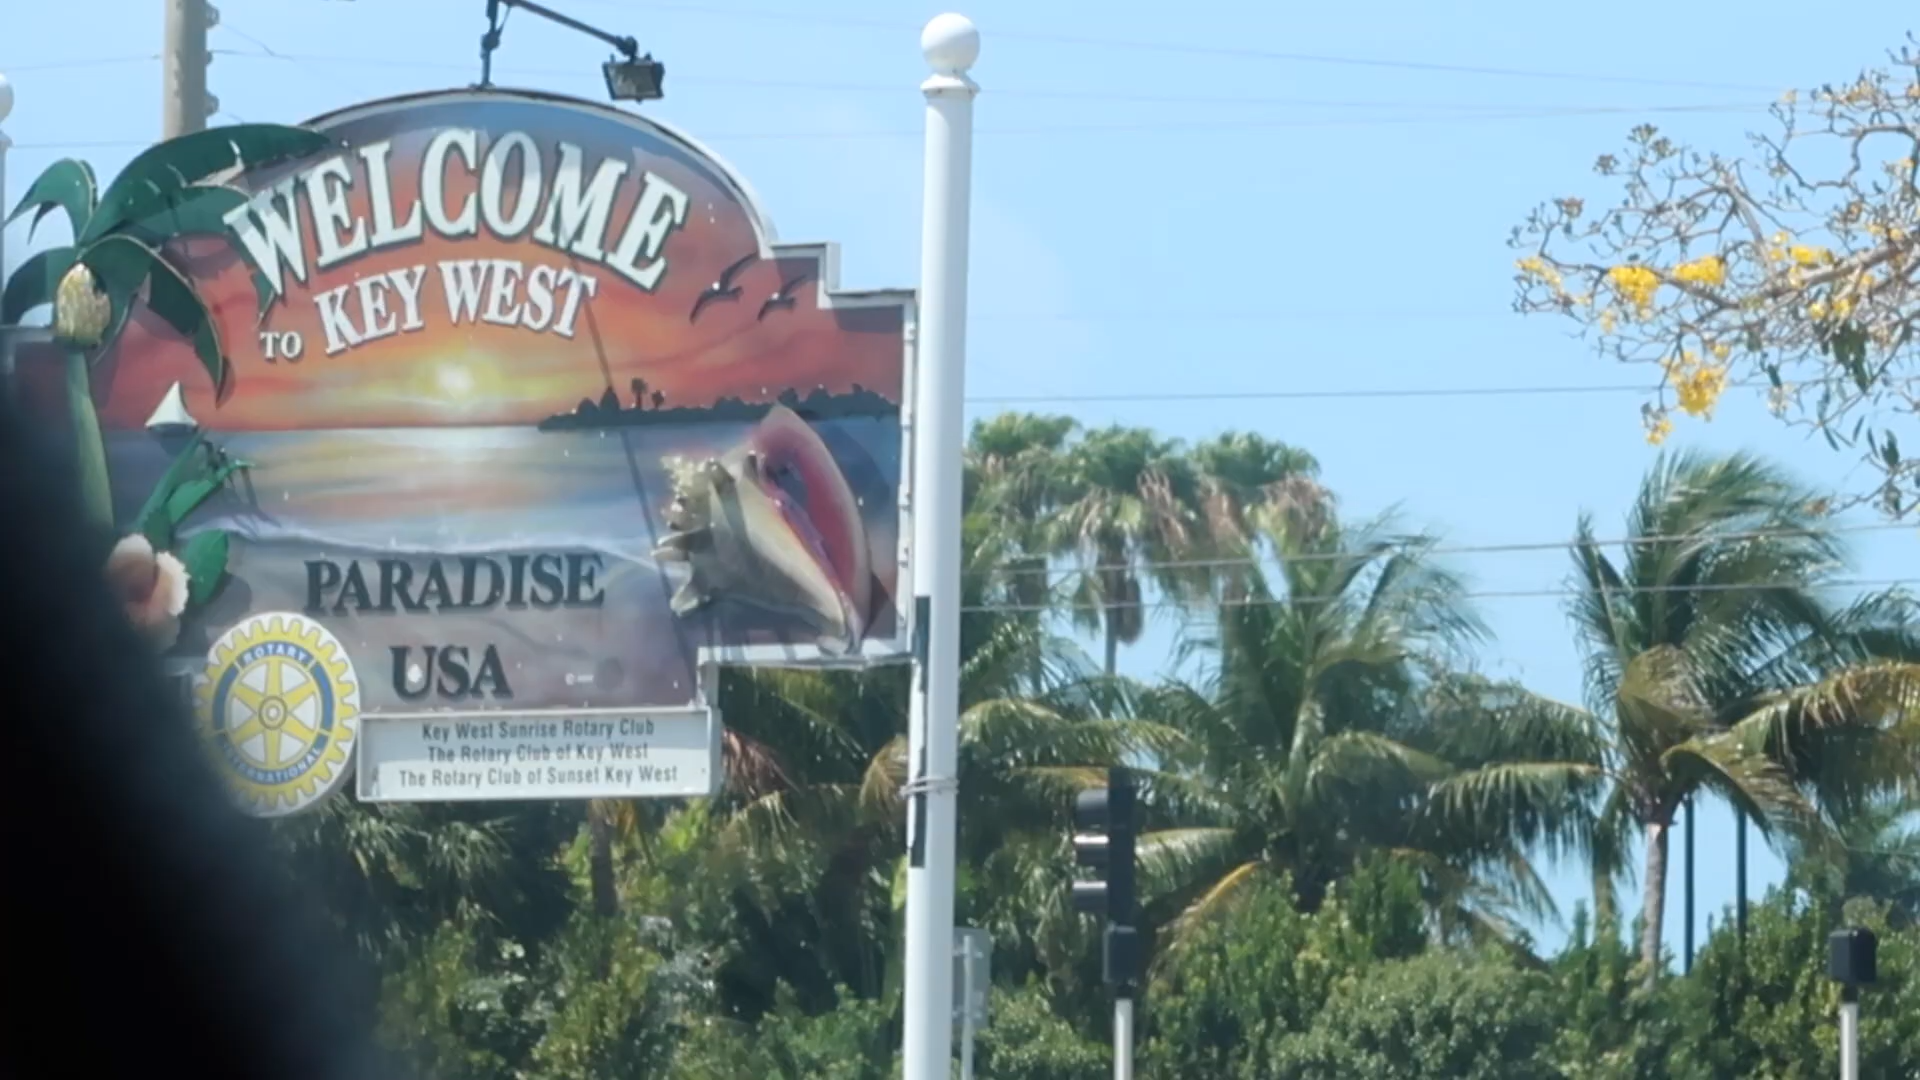 WELCOME
TO KEY WEST
PARADISE
USA
ROTARY
INTERNATIONAL
Key West Sunrise Rotary Club
The Rotary Club of Key West
The Rotary Club of Sunset Key West